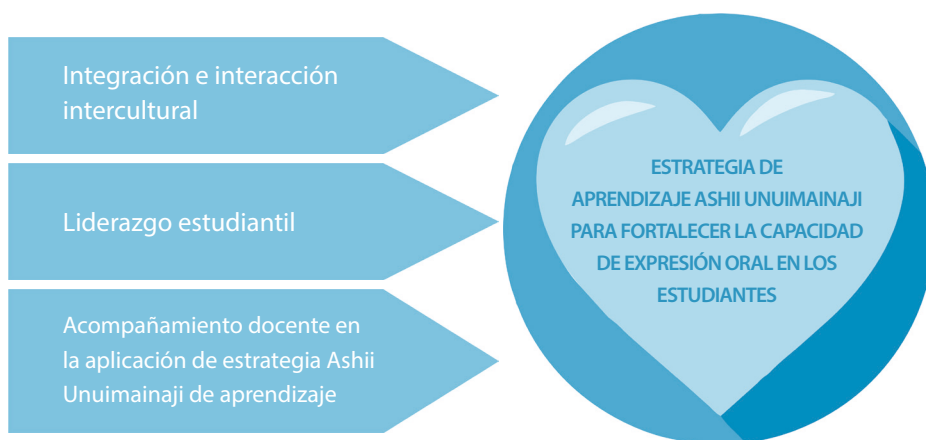 Integración e interacción
intercultural
Liderazgo estudiantil
Acompañamiento docente en
la aplicación de estrategia Ashii
Unuimainaji de aprendizaje
ESTRATEGIA DE
APRENDIZAJE ASHII UNUIMAINAJI
PARA FORTALECER LA CAPACIDAD
DE EXPRESIÓN ORAL EN LOS
ESTUDIANTES